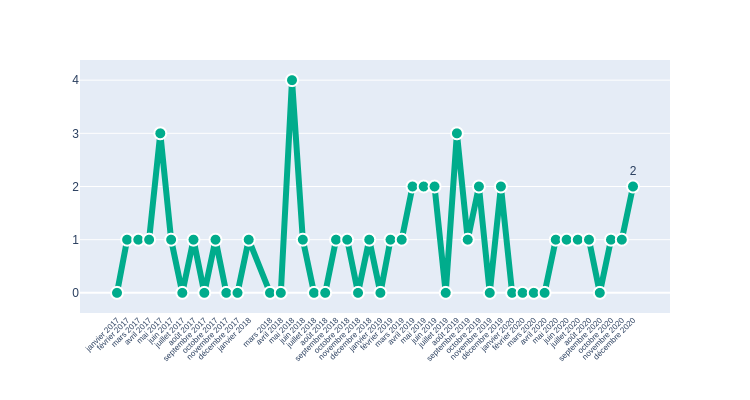 4
3
2
1
0
2
janvier 2017
février 2017
mars 2017
avril 2017
mai 2017
juin 2017
juillet 2017
août 2017
septembre 2017
octobre 2017
novembre 2017
décembre 2017
janvier 2018
mars 2018
avril 2018
mai 2018
juin 2018
juillet 2018
août 2018
septembre 2018
octobre 2018
novembre 2018
décembre 2018
janvier 2019
février 2019
mars 2019
avril 2019
mai 2019
juin 2019
juillet 2019
août 2019
septembre 2019
octobre 2019
novembre 2019
décembre 2019
janvier 2020
février 2020
mars 2020
avril 2020
mai 2020
juin 2020
juillet 2020
août 2020
septembre 2020
octobre 2020
novembre 2020
décembre 2020